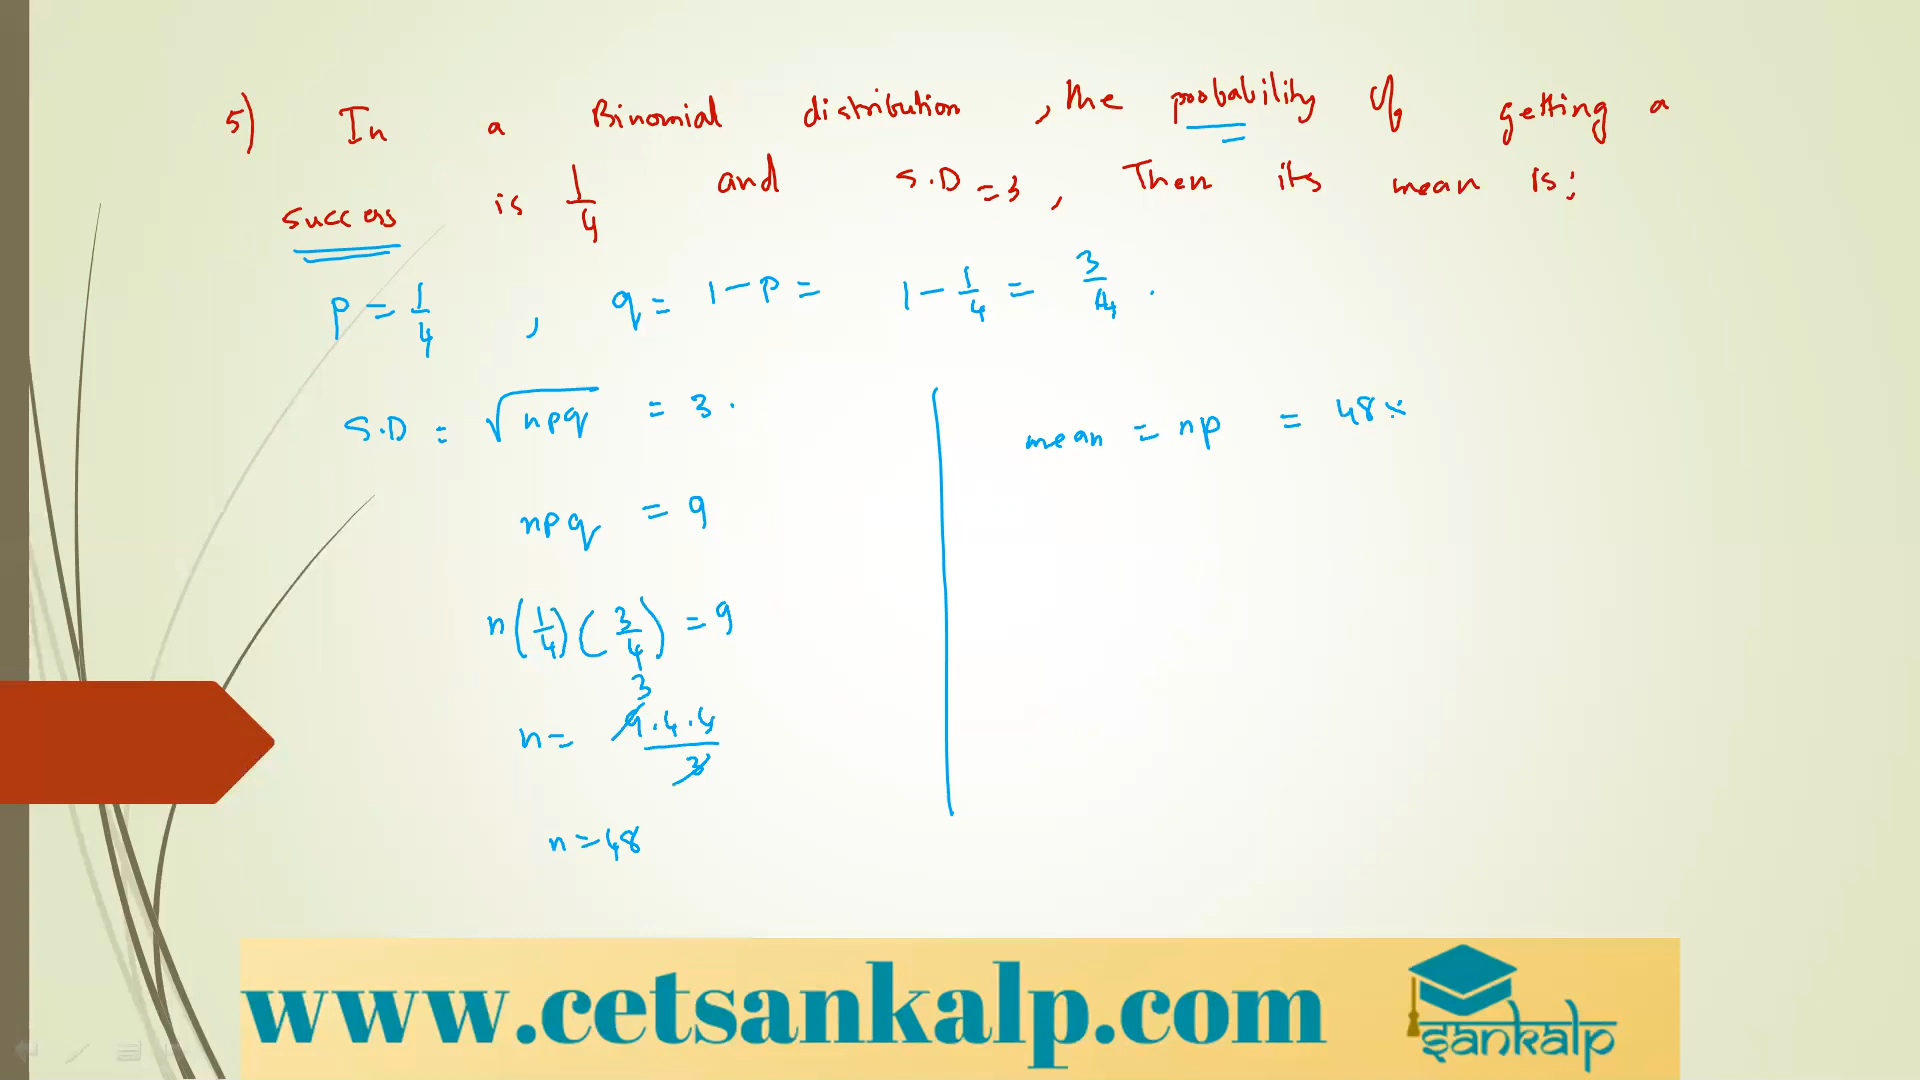 5) In a Binomial distribution , the probability of getting a
success is 1/4 and S.D = 3 , Then its mean is:
p = 1/4 , q = 1 - p = 1 - 1/4 = 3/4 .
S.D = √npq = 3 .
npq = 9
n(1/4)(3/4) = 9
3
n = 9.4.4/3
n = 48
mean = np = 48 ×
www.cetsankalp.com
sankalp